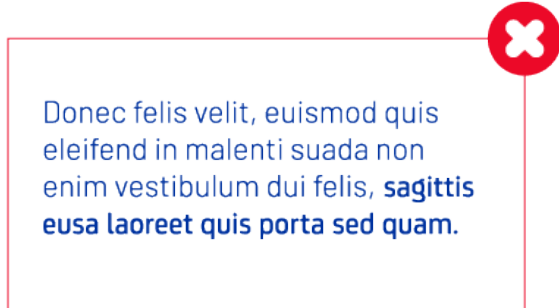 Donec felis velit, euismod quis
eleifend in malenti suada non
enim vestibulum dui felis, sagittis
eusa laoreet quis porta sed quam.